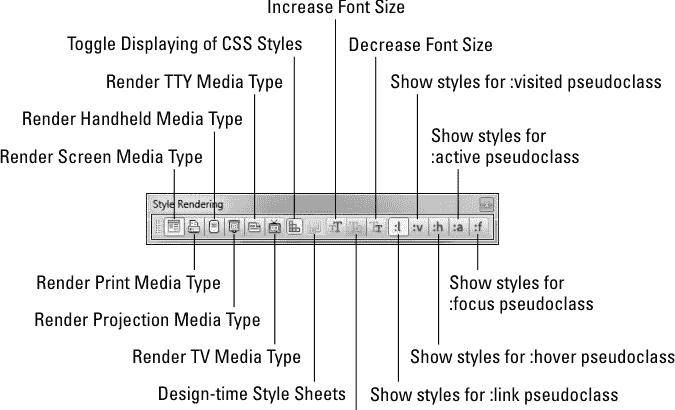 Increase Font Size
Toggle Displaying of CSS Styles
Decrease Font Size
Render TTY Media Type
Show styles for :visited pseudoclass
Render Handheld Media Type
Show styles for
:active pseudoclass
Render Screen Media Type
Style Rendering
:l :v :h :a :f
Render Print Media Type
Show styles for
:focus pseudoclass
Render Projection Media Type
Render TV Media Type
Show styles for :hover pseudoclass
Design-time Style Sheets
Show styles for :link pseudoclass